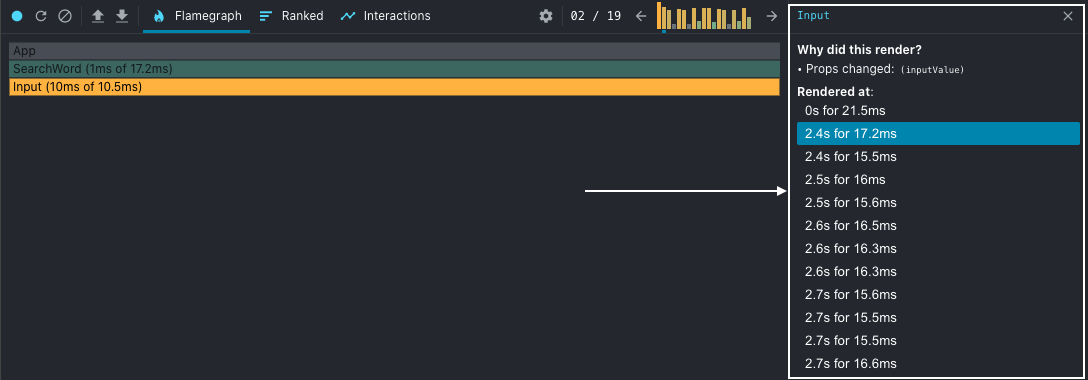 Flamegraph Ranked Interactions 02 / 19
App
SearchWord (1ms of 17.2ms)
Input (10ms of 10.5ms)
Input
Why did this render?
• Props changed: (inputValue)
Rendered at:
0s for 21.5ms
2.4s for 17.2ms
2.4s for 15.5ms
2.5s for 16ms
2.5s for 15.6ms
2.6s for 16.5ms
2.6s for 16.3ms
2.6s for 16.3ms
2.7s for 15.6ms
2.7s for 15.5ms
2.7s for 15.5ms
2.7s for 16.6ms